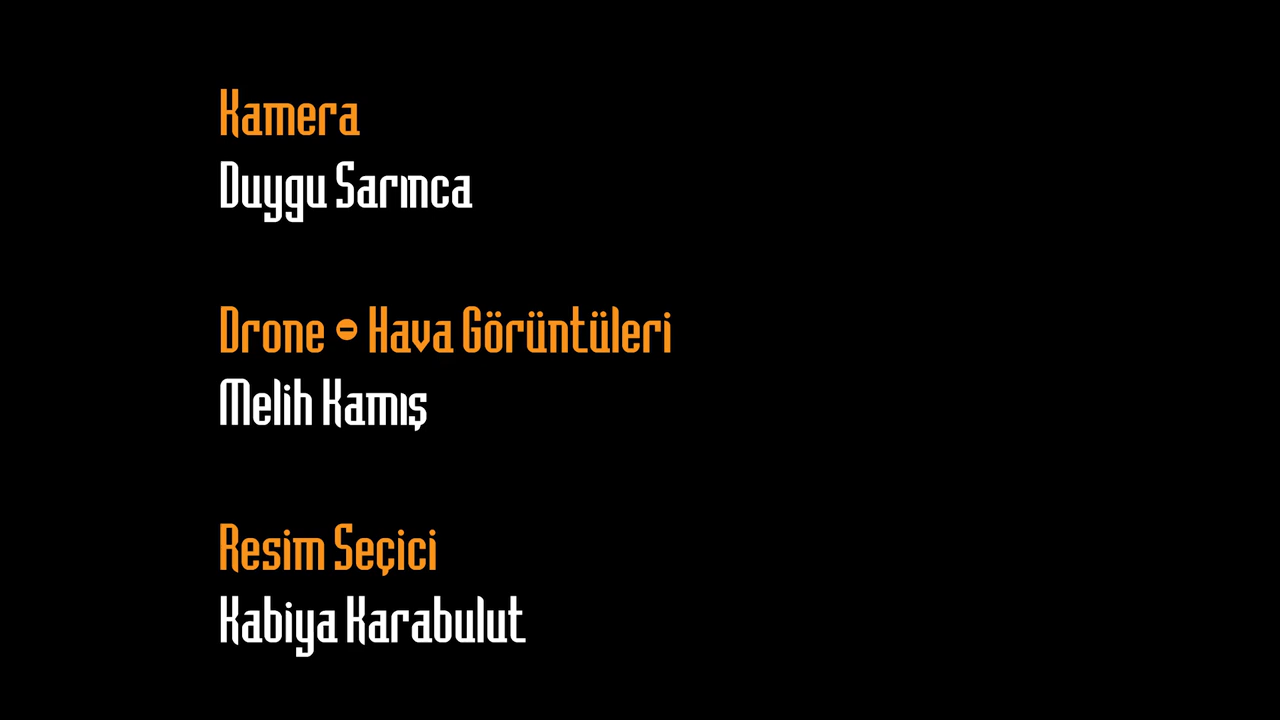 Kamera
Duygu Sarınca
Drone • Hava Görüntüleri
Melih Kamış
Resim Seçici
Kabiya Karabulut